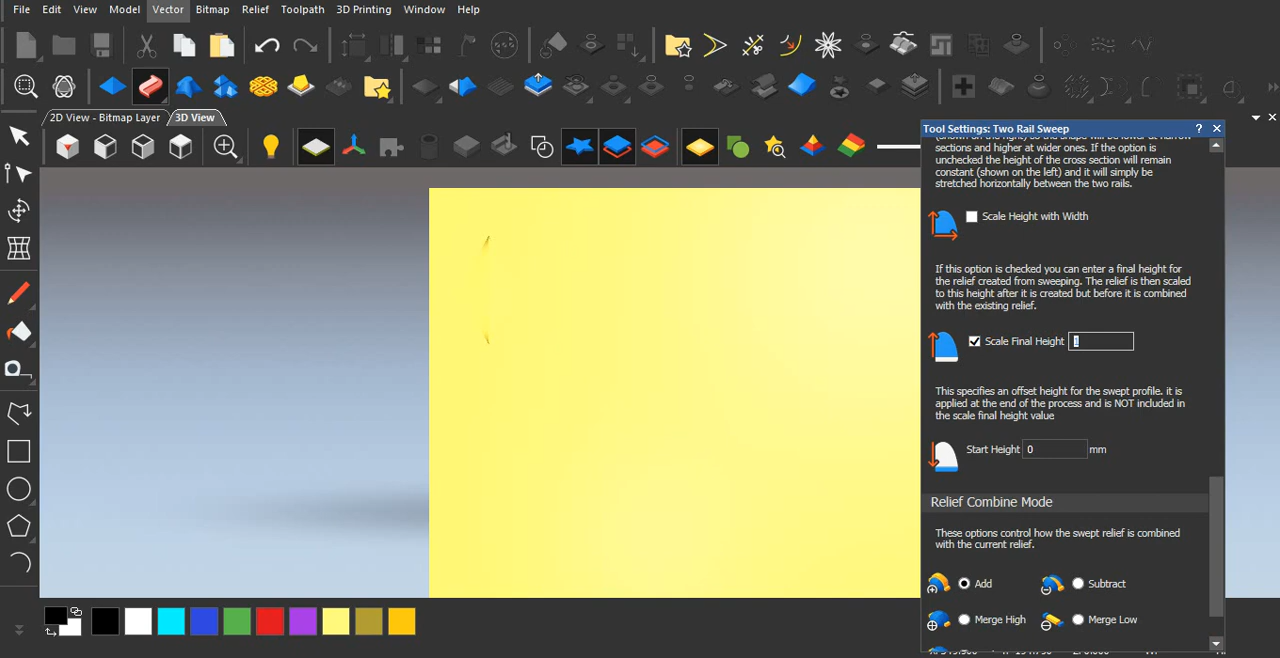 File Edit View Model Vector Bitmap Relief Toolpath 3D Printing Window Help
2D View - Bitmap Layer 3D View
Tool Settings: Two Rail Sweep ?
sections and higher at wider ones. If the option is
unchecked the height of the cross section will remain
constant (shown on the left) and it will simply be
stretched horizontally between the two rails.
Scale Height with Width
If this option is checked you can enter a final height for
the relief created from sweeping. The relief is then scaled
to this height after it is created but before it is combined
with the existing relief.
Scale Final Height 1
This specifies an offset height for the swept profile. it is
applied at the end of the process and is NOT included in
the scale final height value
Start Height 0 mm
Relief Combine Mode
These options control how the swept relief is combined
with the current relief.
Add Subtract
Merge High Merge Low